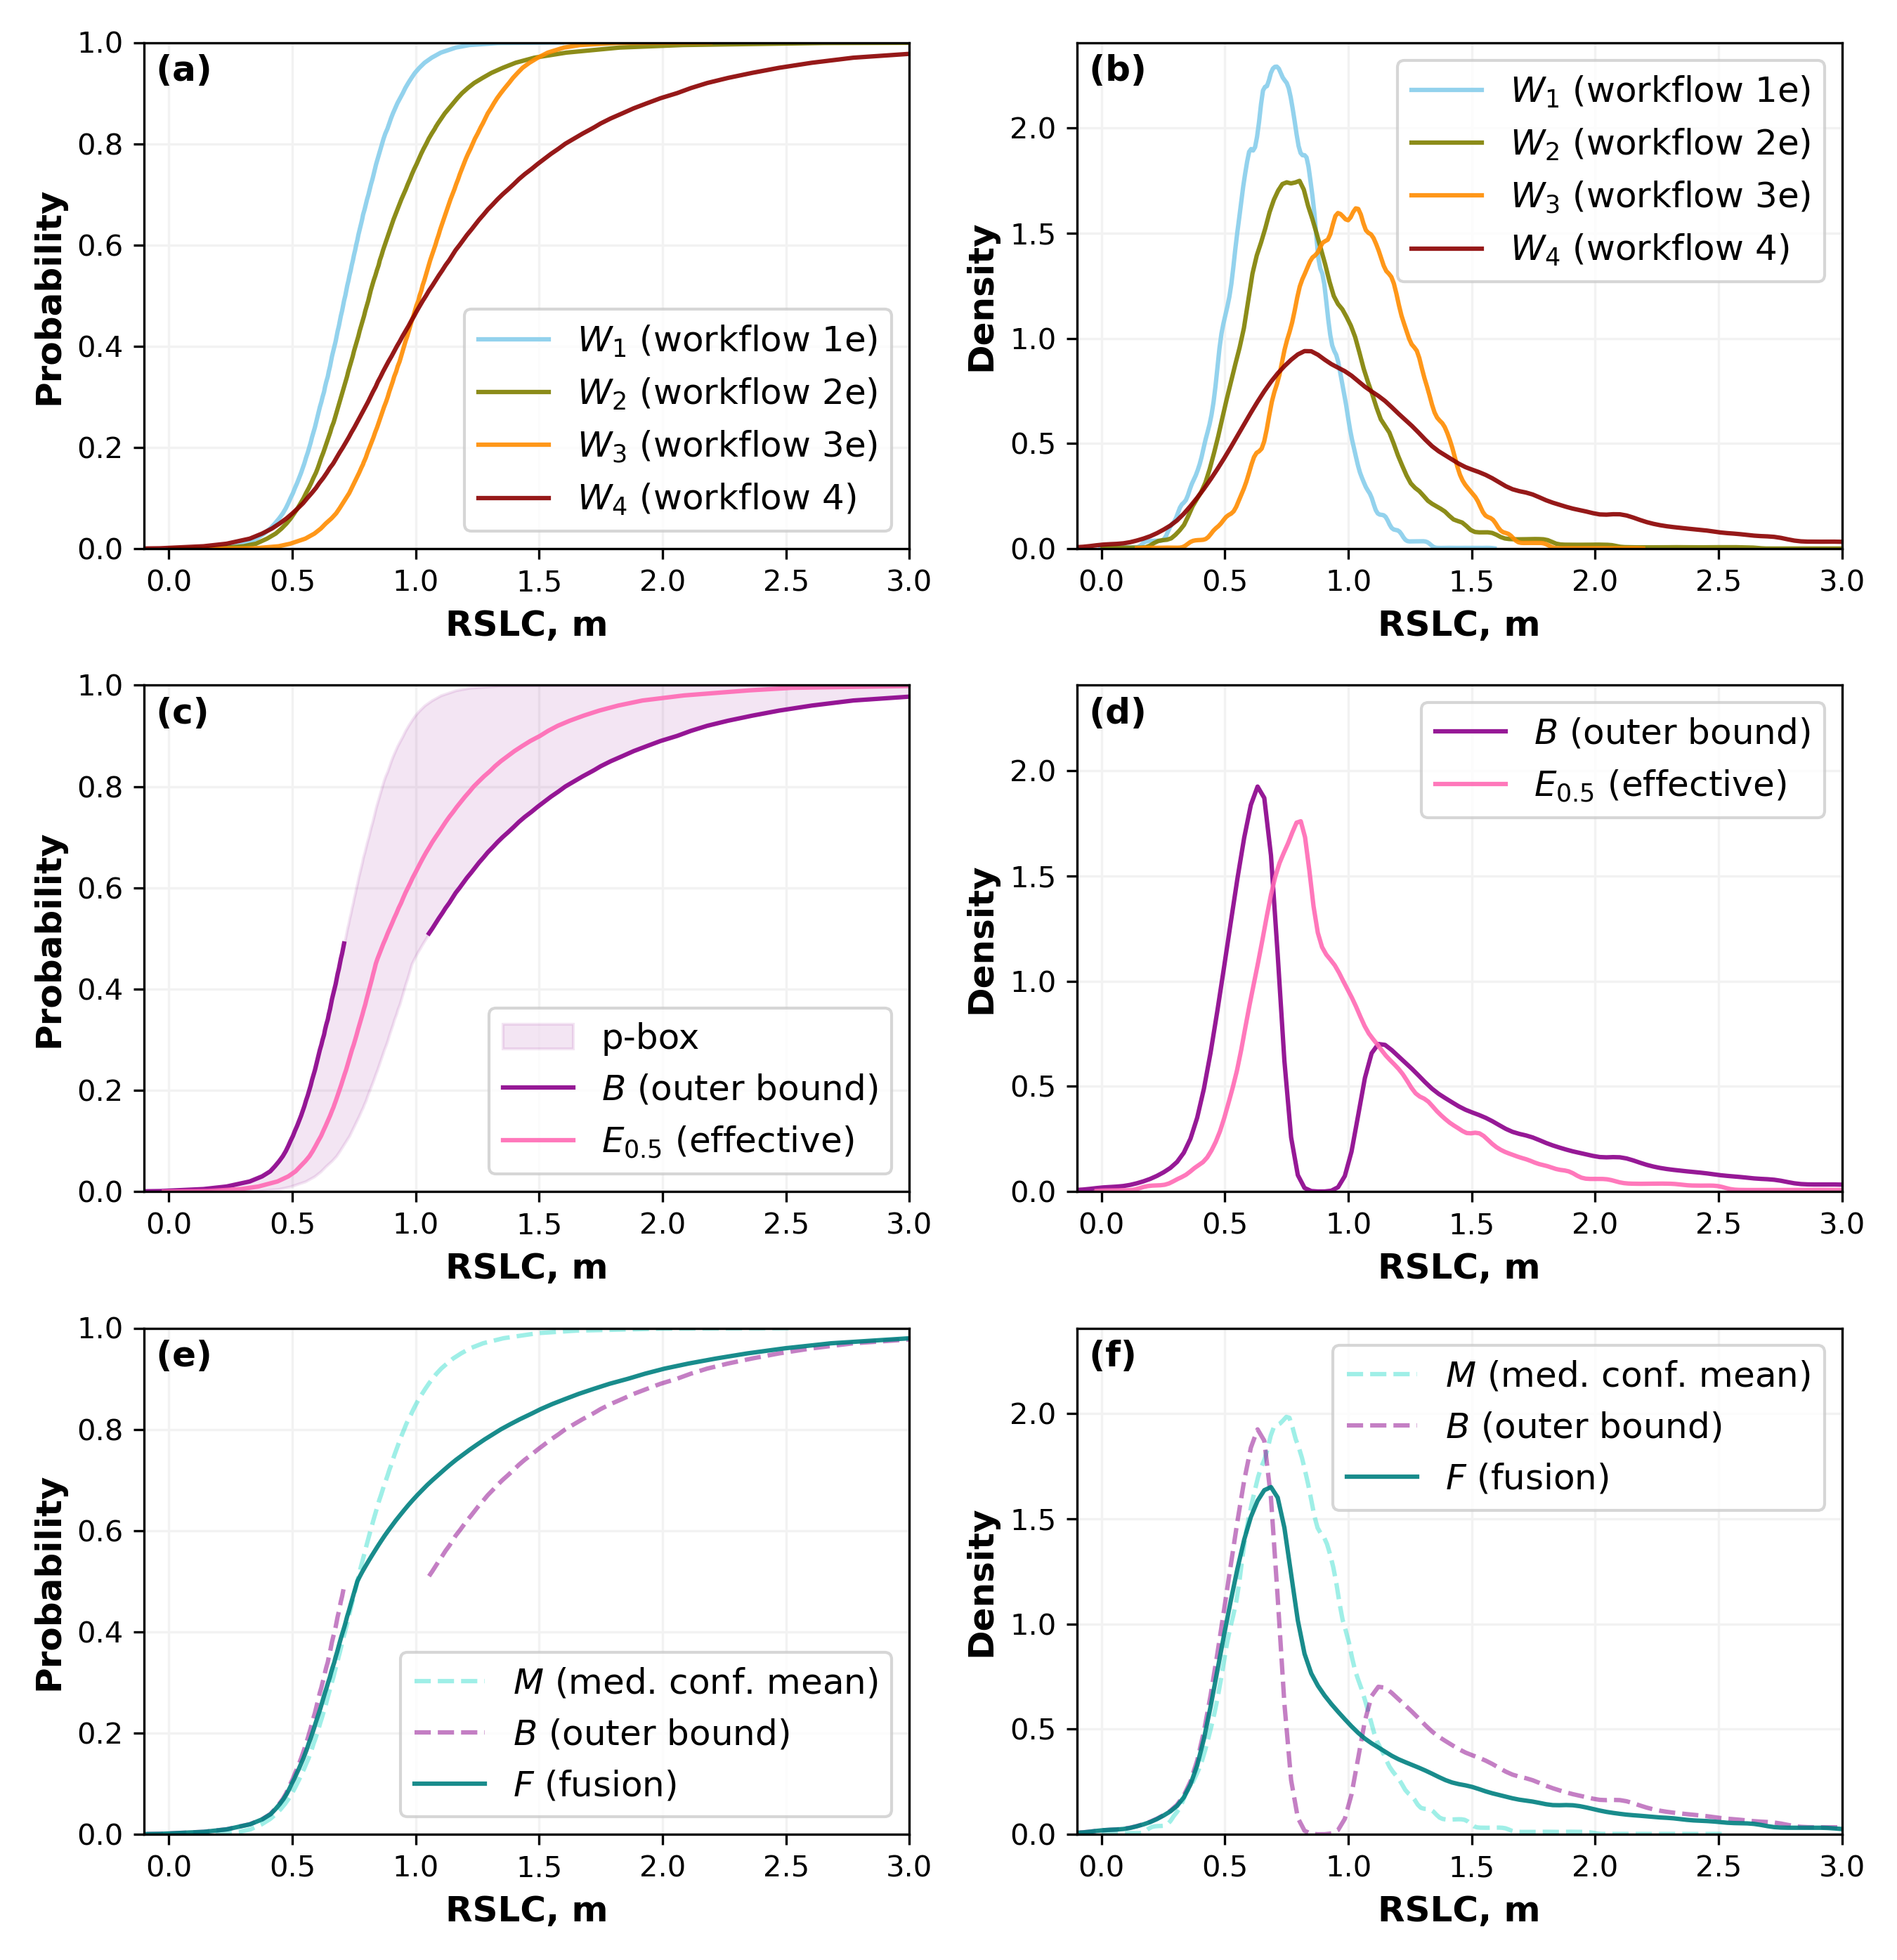 (a)
Probability
1.0
0.8
0.6
0.4
0.2
0.0
W1 (workflow 1e)
W2 (workflow 2e)
W3 (workflow 3e)
W4 (workflow 4)
0.0 0.5 1.0 1.5 2.0 2.5 3.0
RSLC, m
(b)
Density
2.0
1.5
1.0
0.5
0.0
W1 (workflow 1e)
W2 (workflow 2e)
W3 (workflow 3e)
W4 (workflow 4)
0.0 0.5 1.0 1.5 2.0 2.5 3.0
RSLC, m
(c)
Probability
1.0
0.8
0.6
0.4
0.2
0.0
p-box
B (outer bound)
E0.5 (effective)
0.0 0.5 1.0 1.5 2.0 2.5 3.0
RSLC, m
(d)
Density
2.0
1.5
1.0
0.5
0.0
B (outer bound)
E0.5 (effective)
0.0 0.5 1.0 1.5 2.0 2.5 3.0
RSLC, m
(e)
Probability
1.0
0.8
0.6
0.4
0.2
0.0
M (med. conf. mean)
B (outer bound)
F (fusion)
0.0 0.5 1.0 1.5 2.0 2.5 3.0
RSLC, m
(f)
Density
2.0
1.5
1.0
0.5
0.0
M (med. conf. mean)
B (outer bound)
F (fusion)
0.0 0.5 1.0 1.5 2.0 2.5 3.0
RSLC, m